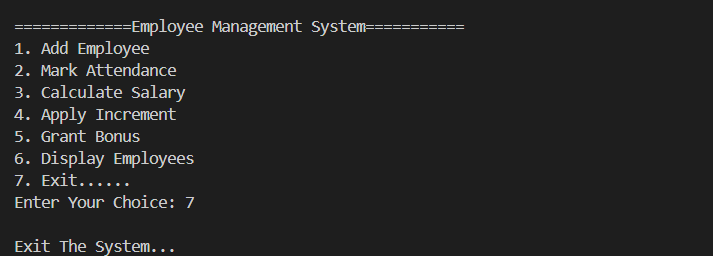 =============Employee Management System===========
1. Add Employee
2. Mark Attendance
3. Calculate Salary
4. Apply Increment
5. Grant Bonus
6. Display Employees
7. Exit......
Enter Your Choice: 7
Exit The System...